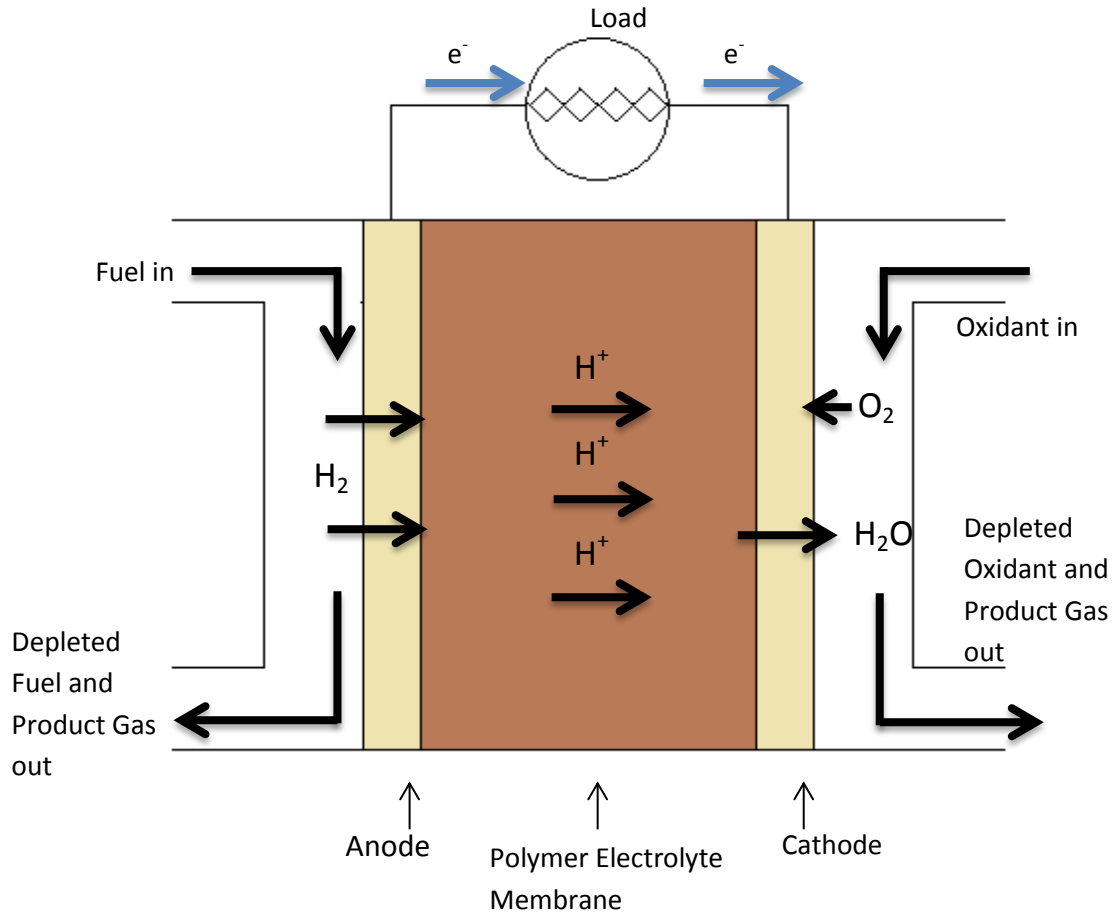 Load
e⁻
e⁻
Fuel in
Oxidant in
H⁺
O₂
H⁺
H₂
H⁺
H₂O
Depleted
Oxidant and
Product Gas
out
Depleted
Fuel and
Product Gas
out
Anode
Polymer Electrolyte
Membrane
Cathode